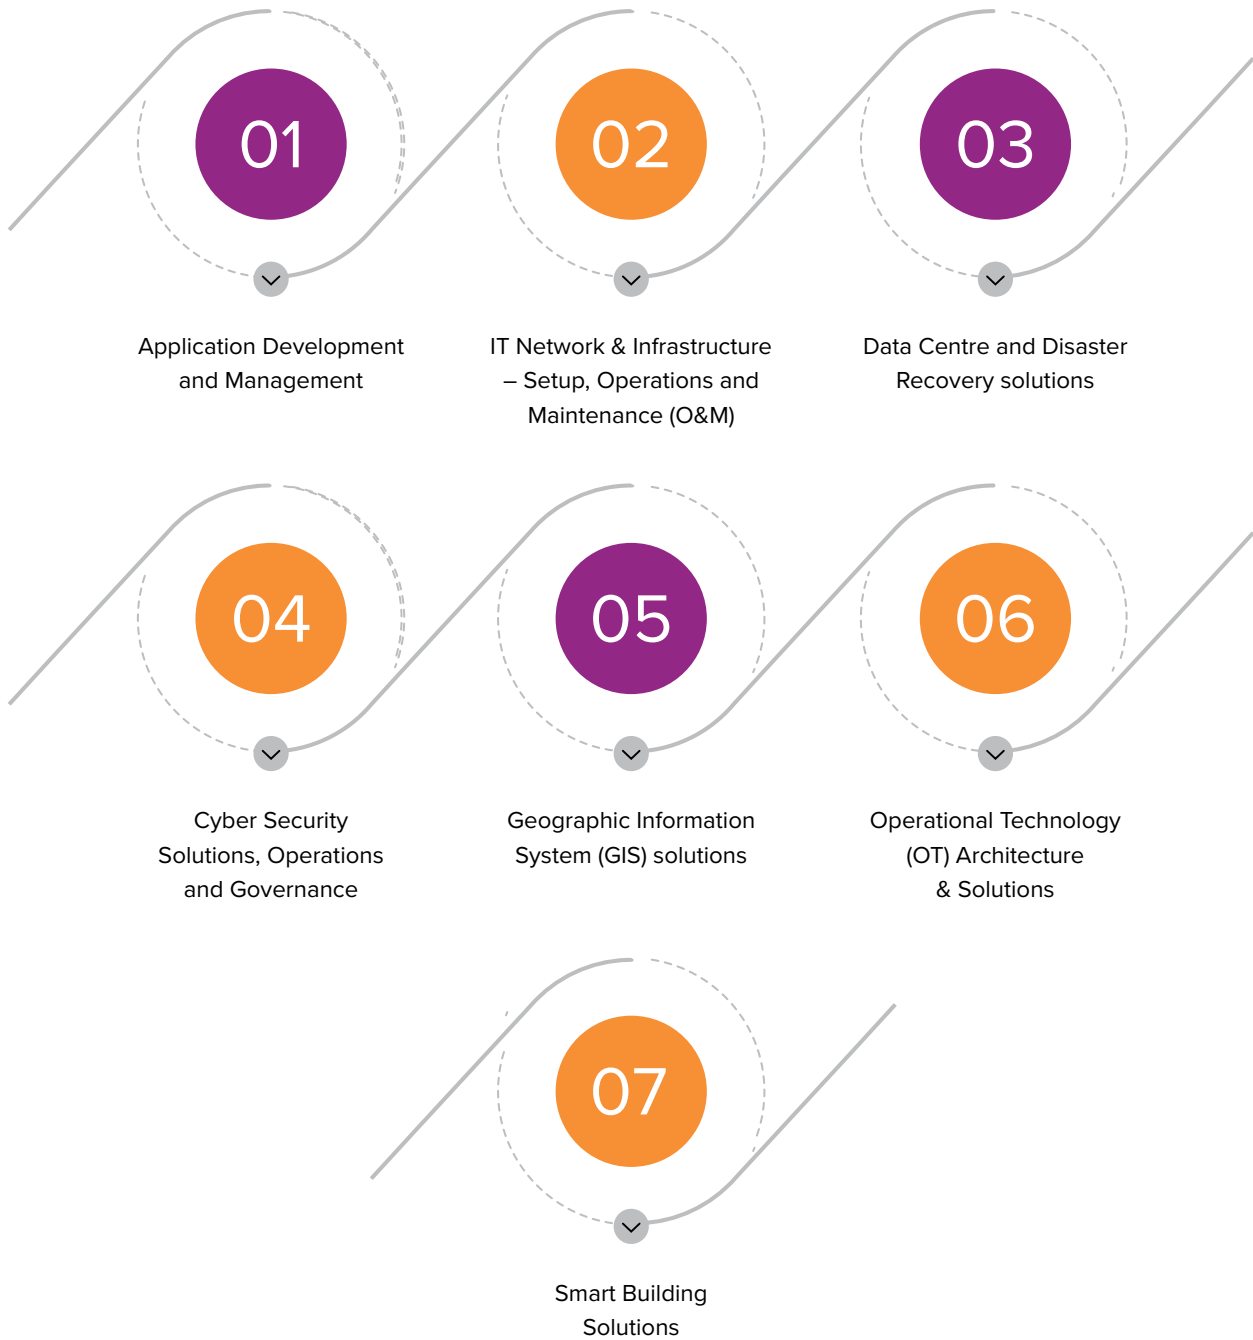 01
Application Development
and Management
02
IT Network & Infrastructure
– Setup, Operations and
Maintenance (O&M)
03
Data Centre and Disaster
Recovery solutions
04
Cyber Security
Solutions, Operations
and Governance
05
Geographic Information
System (GIS) solutions
06
Operational Technology
(OT) Architecture
& Solutions
07
Smart Building
Solutions